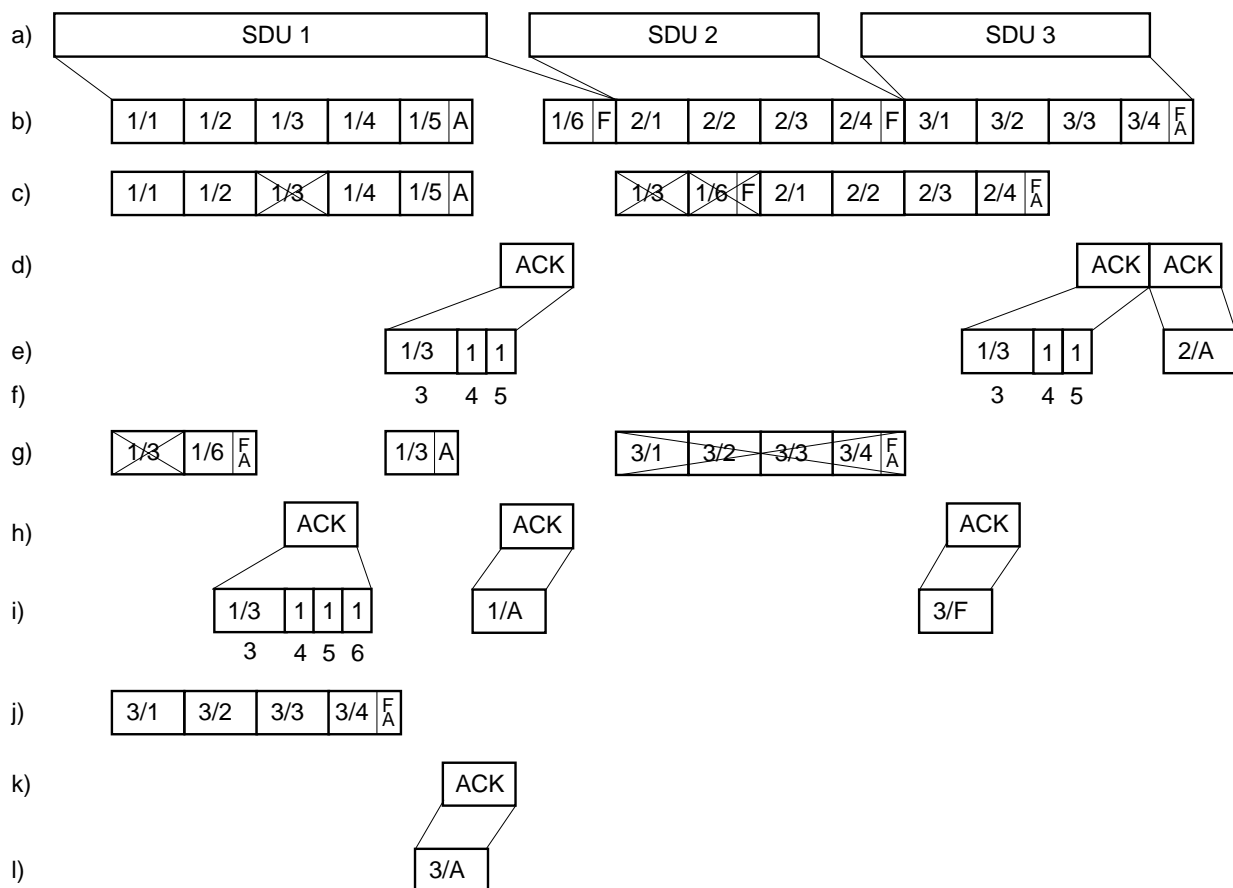 a) SDU 1 SDU 2 SDU 3
b) 1/1 1/2 1/3 1/4 1/5 A 1/6 F 2/1 2/2 2/3 2/4 F 3/1 3/2 3/3 3/4 F A
c) 1/1 1/2 1/3 1/4 1/5 A 1/3 1/6 F 2/1 2/2 2/3 2/4 F A
d) ACK ACK ACK
e) 1/3 1 1 1/3 1 1 2/A
f) 3 4 5 3 4 5
g) 1/3 1/6 F A 1/3 A 3/1 3/2 3/3 3/4 F A
h) ACK ACK ACK
i) 1/3 1 1 1 1/A 3/F
3 4 5 6
j) 3/1 3/2 3/3 3/4 F A
k) ACK
l) 3/A